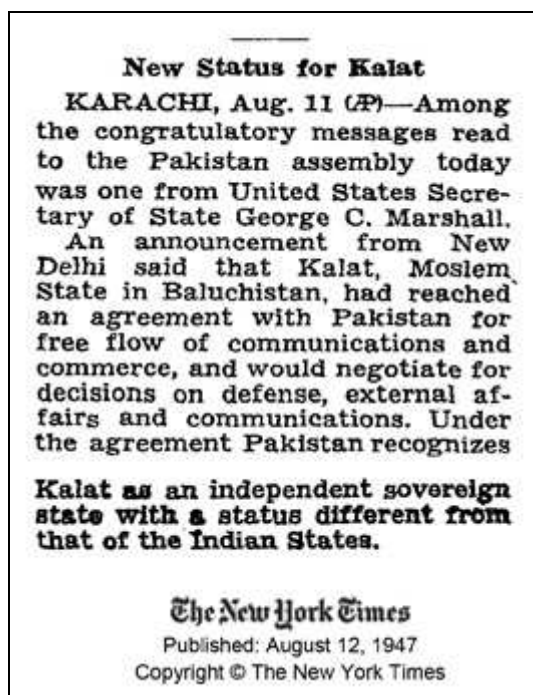 New Status for Kalat
KARACHI, Aug. 11 (AP)—Among
the congratulatory messages read
to the Pakistan assembly today
was one from United States Secre-
tary of State George C. Marshall.
An announcement from New
Delhi said that Kalat, Moslem
State in Baluchistan, had reached
an agreement with Pakistan for
free flow of communications and
commerce, and would negotiate for
decisions on defense, external af-
fairs and communications. Under
the agreement Pakistan recognizes
Kalat as an independent sovereign
state with a status different from
that of the Indian States.
The New York Times
Published: August 12, 1947
Copyright © The New York Times